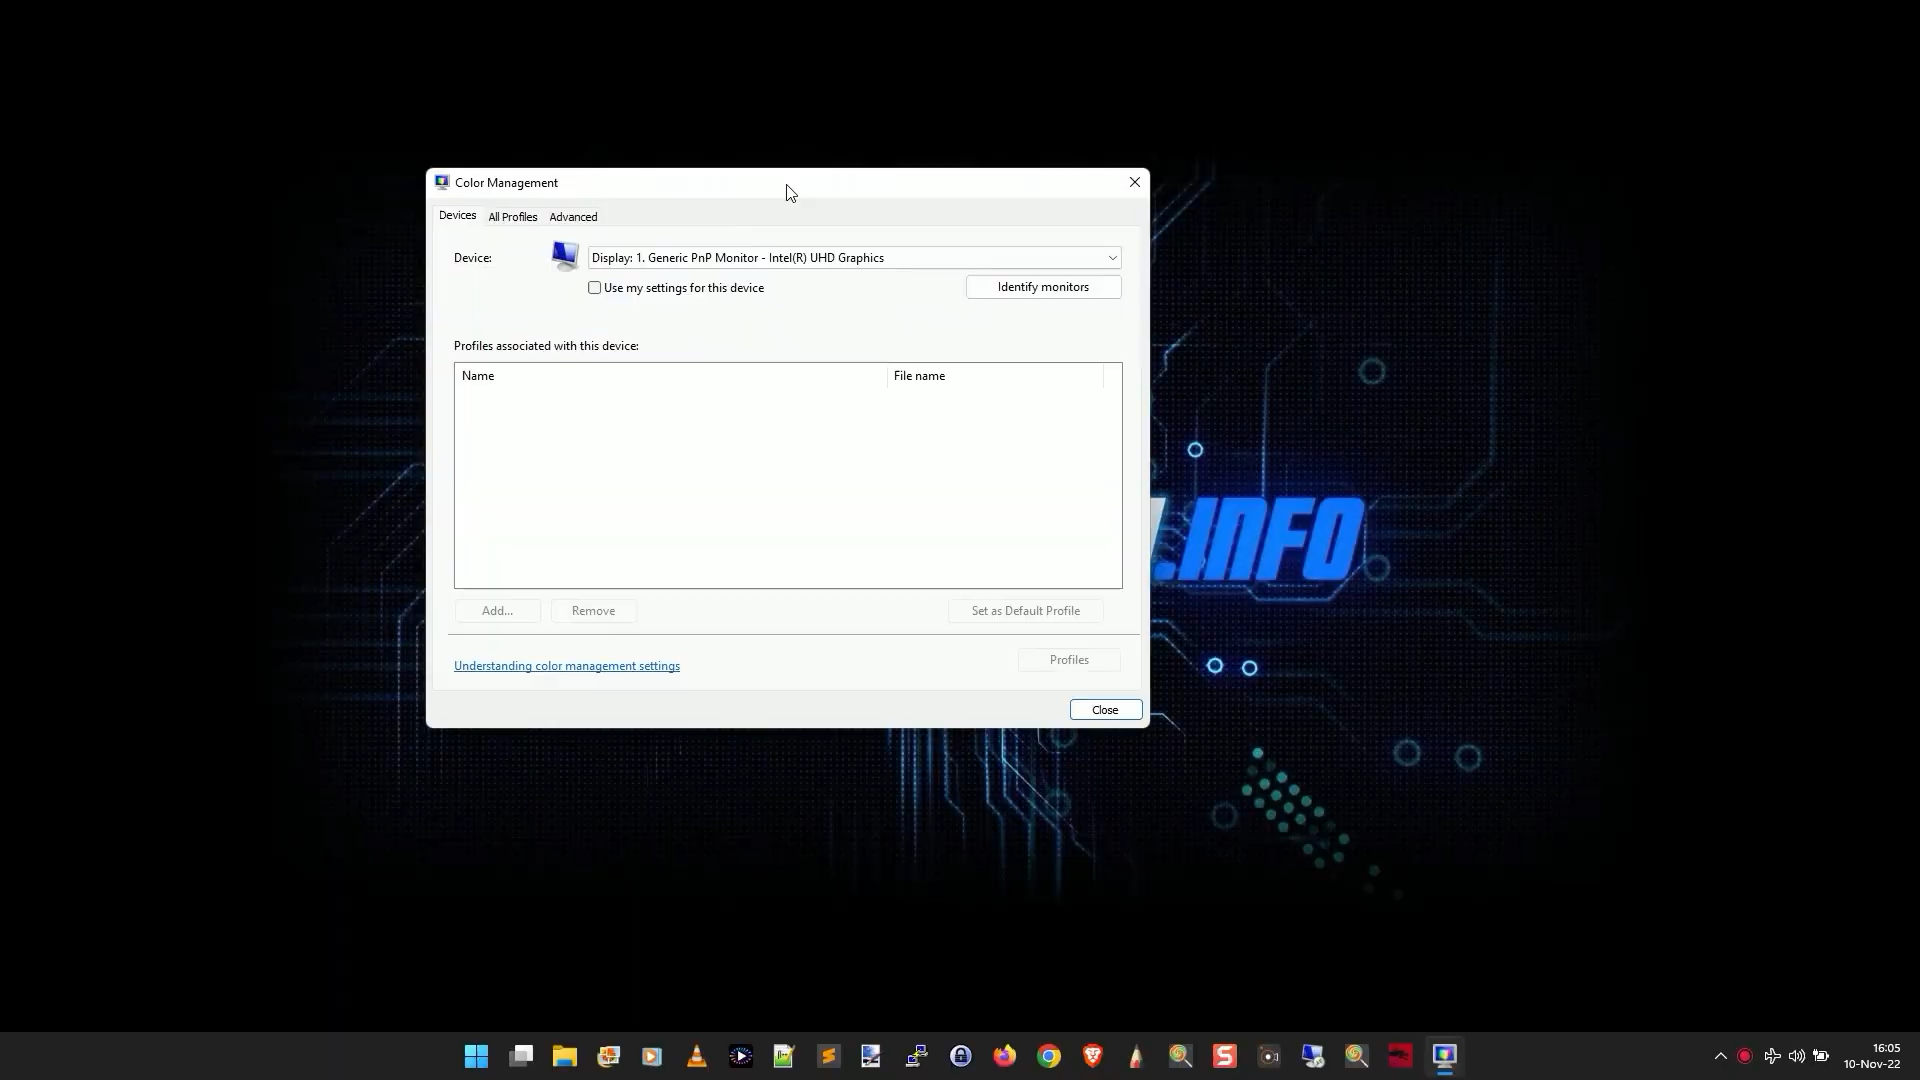 Color Management
Devices All Profiles Advanced
Device: Display: 1. Generic PnP Monitor - Intel(R) UHD Graphics
Use my settings for this device Identify monitors
Profiles associated with this device:
Name File name
.INFO
Add... Remove Set as Default Profile
Understanding color management settings Profiles
Close
16:05
10-Nov-22